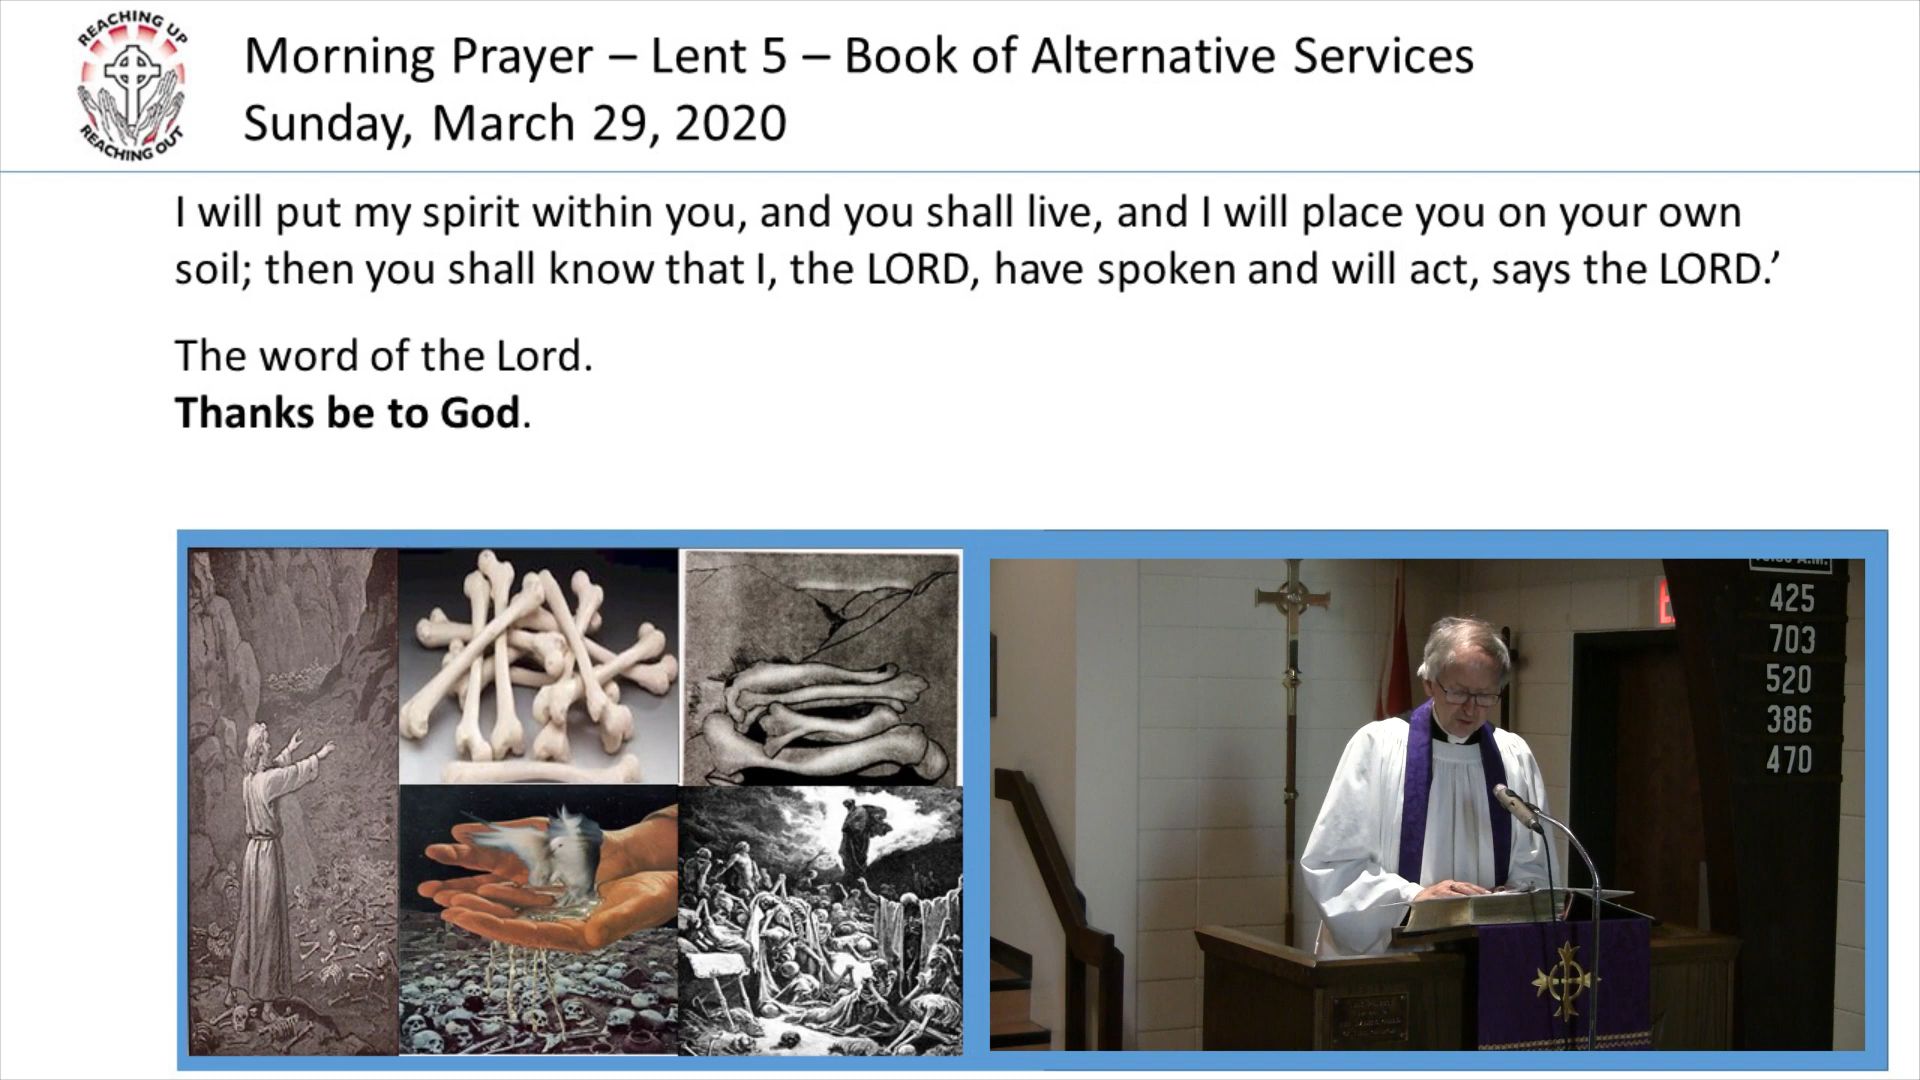 REACHING UP
REACHING OUT
Morning Prayer – Lent 5 – Book of Alternative Services
Sunday, March 29, 2020
I will put my spirit within you, and you shall live, and I will place you on your own
soil; then you shall know that I, the LORD, have spoken and will act, says the LORD.’
The word of the Lord.
Thanks be to God.
A.M.
425
703
520
386
470